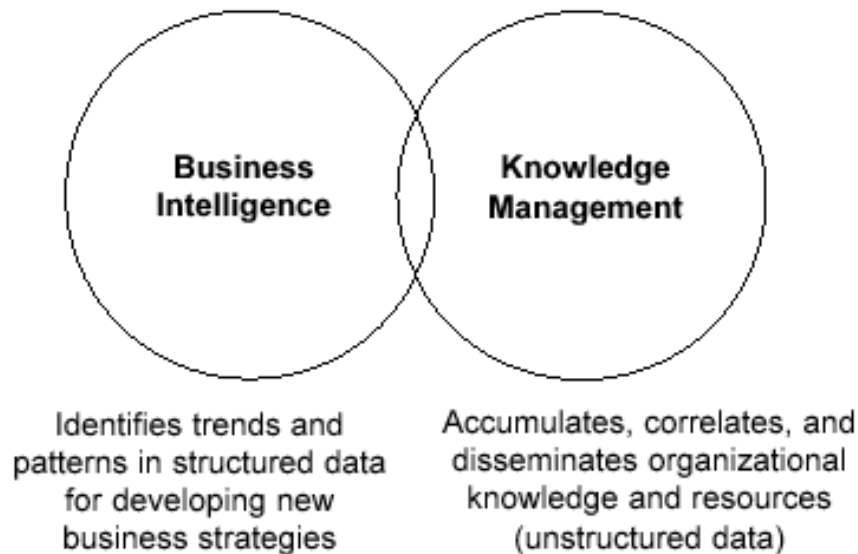 Business
Intelligence
Knowledge
Management
Identifies trends and
patterns in structured data
for developing new
business strategies
Accumulates, correlates, and
disseminates organizational
knowledge and resources
(unstructured data)